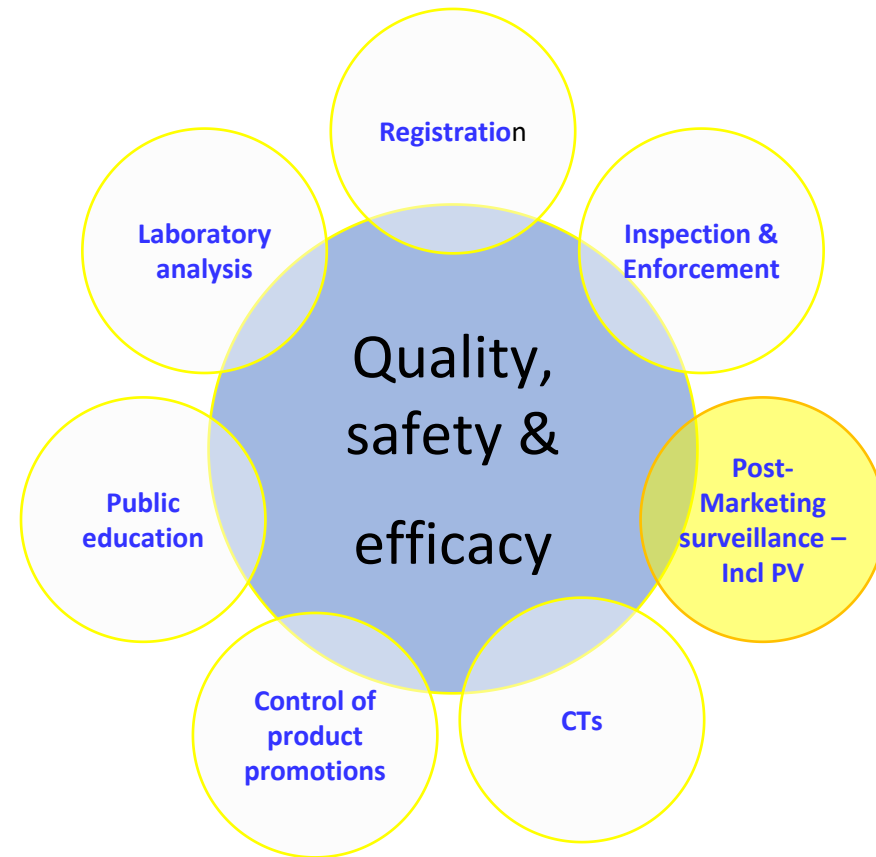 Registration
Laboratory
analysis
Inspection &
Enforcement
Quality,
safety &
efficacy
Public
education
Post-
Marketing
surveillance –
Incl PV
Control of
product
promotions
CTs